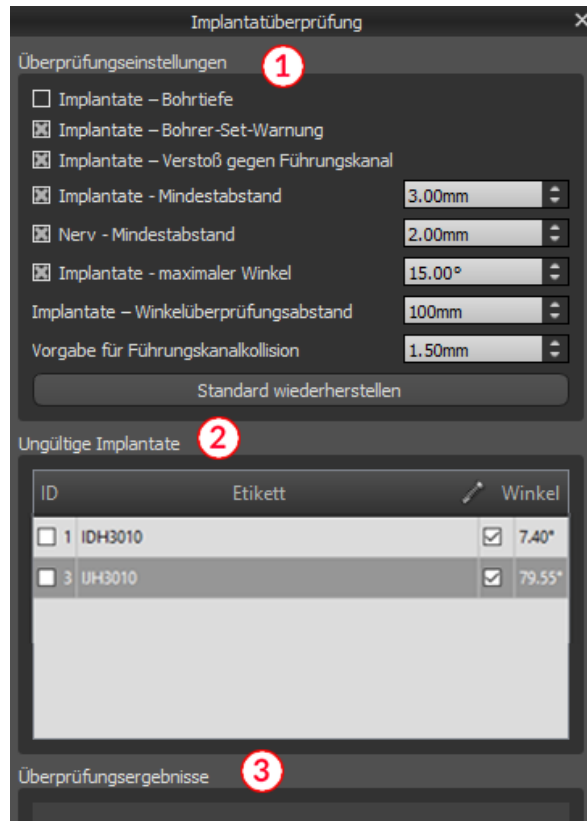 Implantatüberprüfung
Überprüfungseinstellungen 1
Implantate – Bohrtiefe
Implantate – Bohrer-Set-Warnung
Implantate – Verstoß gegen Führungskanal
Implantate - Mindestabstand 3.00mm
Nerv - Mindestabstand 2.00mm
Implantate - maximaler Winkel 15.00°
Implantate – Winkelüberprüfungsabstand 100mm
Vorgabe für Führungskanalkollision 1.50mm
Standard wiederherstellen
Ungültige Implantate 2
ID Etikett Winkel
1 IDH3010 7.40°
3 IJH3010 79.55°
Überprüfungsergebnisse 3